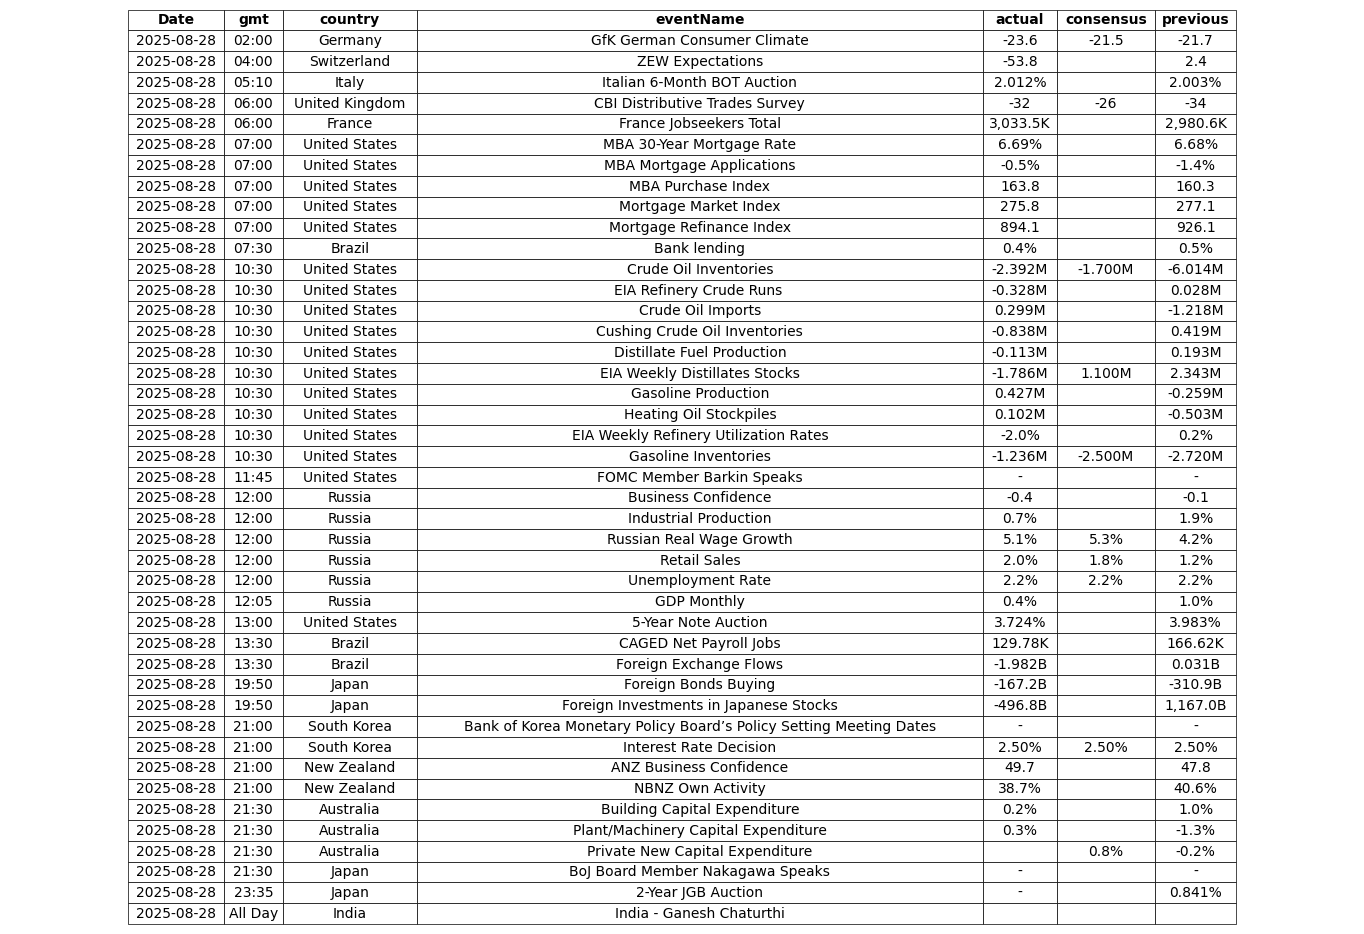 Date gmt country eventName actual consensus previous
2025-08-28 02:00 Germany GfK German Consumer Climate -23.6 -21.5 -21.7
2025-08-28 04:00 Switzerland ZEW Expectations -53.8 2.4
2025-08-28 05:10 Italy Italian 6-Month BOT Auction 2.012% 2.003%
2025-08-28 06:00 United Kingdom CBI Distributive Trades Survey -32 -26 -34
2025-08-28 06:00 France France Jobseekers Total 3,033.5K 2,980.6K
2025-08-28 07:00 United States MBA 30-Year Mortgage Rate 6.69% 6.68%
2025-08-28 07:00 United States MBA Mortgage Applications -0.5% -1.4%
2025-08-28 07:00 United States MBA Purchase Index 163.8 160.3
2025-08-28 07:00 United States Mortgage Market Index 275.8 277.1
2025-08-28 07:00 United States Mortgage Refinance Index 894.1 926.1
2025-08-28 07:30 Brazil Bank lending 0.4% 0.5%
2025-08-28 10:30 United States Crude Oil Inventories -2.392M -1.700M -6.014M
2025-08-28 10:30 United States EIA Refinery Crude Runs -0.328M 0.028M
2025-08-28 10:30 United States Crude Oil Imports 0.299M -1.218M
2025-08-28 10:30 United States Cushing Crude Oil Inventories -0.838M 0.419M
2025-08-28 10:30 United States Distillate Fuel Production -0.113M 0.193M
2025-08-28 10:30 United States EIA Weekly Distillates Stocks -1.786M 1.100M 2.343M
2025-08-28 10:30 United States Gasoline Production 0.427M -0.259M
2025-08-28 10:30 United States Heating Oil Stockpiles 0.102M -0.503M
2025-08-28 10:30 United States EIA Weekly Refinery Utilization Rates -2.0% 0.2%
2025-08-28 10:30 United States Gasoline Inventories -1.236M -2.500M -2.720M
2025-08-28 11:45 United States FOMC Member Barkin Speaks - -
2025-08-28 12:00 Russia Business Confidence -0.4 -0.1
2025-08-28 12:00 Russia Industrial Production 0.7% 1.9%
2025-08-28 12:00 Russia Russian Real Wage Growth 5.1% 5.3% 4.2%
2025-08-28 12:00 Russia Retail Sales 2.0% 1.8% 1.2%
2025-08-28 12:00 Russia Unemployment Rate 2.2% 2.2% 2.2%
2025-08-28 12:05 Russia GDP Monthly 0.4% 1.0%
2025-08-28 13:00 United States 5-Year Note Auction 3.724% 3.983%
2025-08-28 13:30 Brazil CAGED Net Payroll Jobs 129.78K 166.62K
2025-08-28 13:30 Brazil Foreign Exchange Flows -1.982B 0.031B
2025-08-28 19:50 Japan Foreign Bonds Buying -167.2B -310.9B
2025-08-28 19:50 Japan Foreign Investments in Japanese Stocks -496.8B 1,167.0B
2025-08-28 21:00 South Korea Bank of Korea Monetary Policy Board’s Policy Setting Meeting Dates - -
2025-08-28 21:00 South Korea Interest Rate Decision 2.50% 2.50% 2.50%
2025-08-28 21:00 New Zealand ANZ Business Confidence 49.7 47.8
2025-08-28 21:00 New Zealand NBNZ Own Activity 38.7% 40.6%
2025-08-28 21:30 Australia Building Capital Expenditure 0.2% 1.0%
2025-08-28 21:30 Australia Plant/Machinery Capital Expenditure 0.3% -1.3%
2025-08-28 21:30 Australia Private New Capital Expenditure 0.8% -0.2%
2025-08-28 21:30 Japan BoJ Board Member Nakagawa Speaks - -
2025-08-28 23:35 Japan 2-Year JGB Auction - 0.841%
2025-08-28 All Day India India - Ganesh Chaturthi